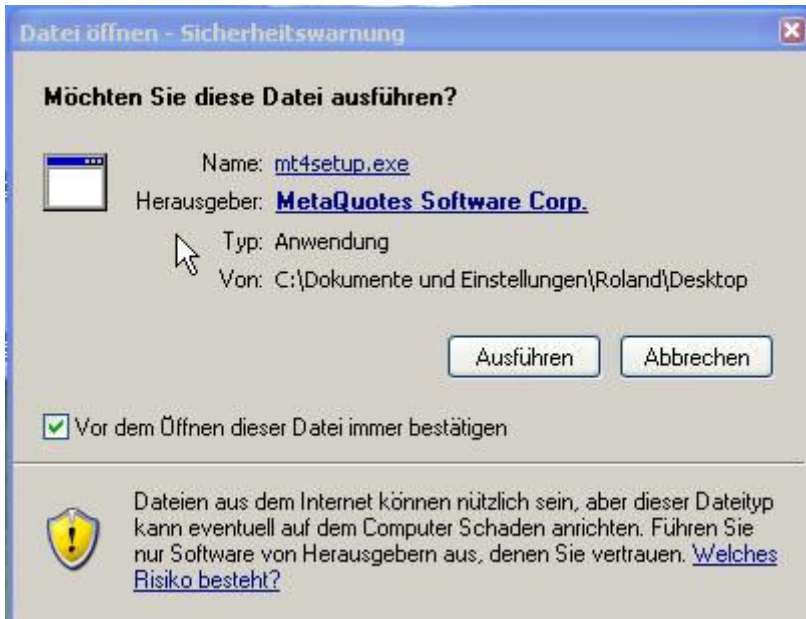 Datei öffnen - Sicherheitswarnung
Möchten Sie diese Datei ausführen?
Name: mt4setup.exe
Herausgeber: MetaQuotes Software Corp.
Typ: Anwendung
Von: C:\Dokumente und Einstellungen\Roland\Desktop
Ausführen Abbrechen
Vor dem Öffnen dieser Datei immer bestätigen
Dateien aus dem Internet können nützlich sein, aber dieser Dateityp
kann eventuell auf dem Computer Schaden anrichten. Führen Sie
nur Software von Herausgebern aus, denen Sie vertrauen. Welches
Risiko besteht?